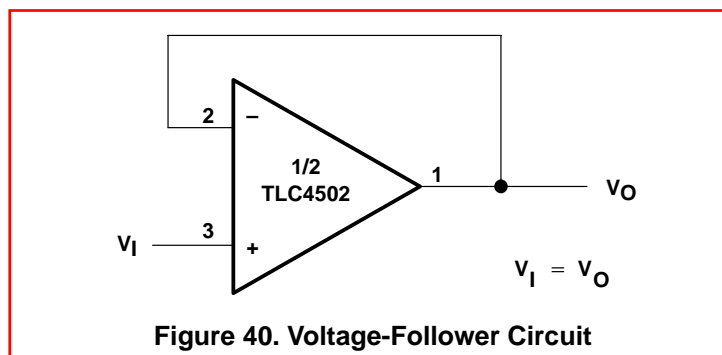 2
–
1/2
TLC4502
1
VO
VI
3
+
VI = VO
Figure 40. Voltage-Follower Circuit